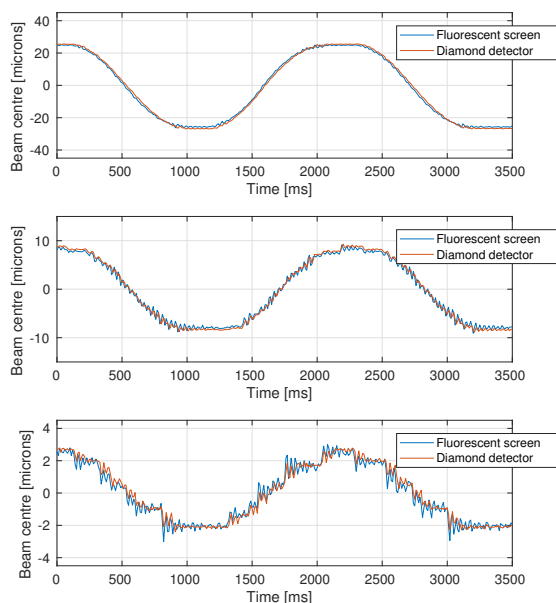 Beam centre [microns]
40
20
0
-20
-40
Fluorescent screen
Diamond detector
0 500 1000 1500 2000 2500 3000 3500
Time [ms]
Beam centre [microns]
10
0
-10
Fluorescent screen
Diamond detector
0 500 1000 1500 2000 2500 3000 3500
Time [ms]
Beam centre [microns]
4
2
0
-2
-4
Fluorescent screen
Diamond detector
0 500 1000 1500 2000 2500 3000 3500
Time [ms]